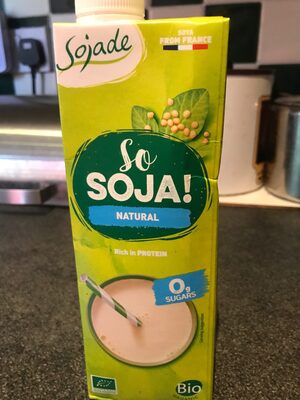 Sojade
SOYA
FROM FRANCE
So
SOJA!
NATURAL
Rich in PROTEIN
0g
SUGARS
Bio